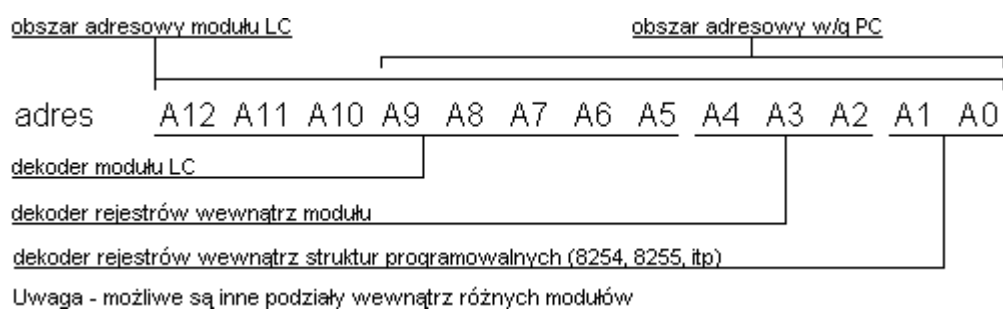 obszar adresowy modułu LC obszar adresowy w/g PC
adres A12 A11 A10 A9 A8 A7 A6 A5 A4 A3 A2 A1 A0
dekoder modułu LC
dekoder rejestrów wewnątrz modułu
dekoder rejestrów wewnątrz struktur programowalnych (8254, 8255, itp)
Uwaga - możliwe są inne podziały wewnątrz różnych modułów